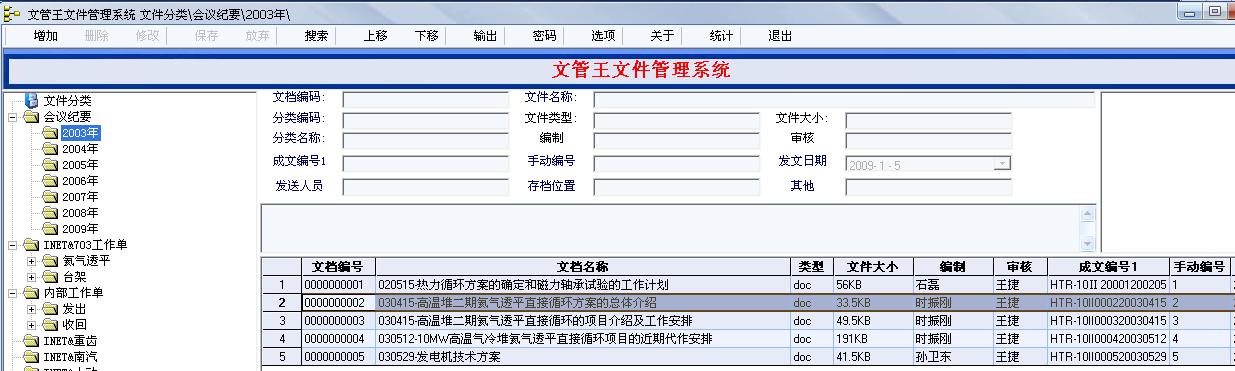 文管王文件管理系统 文件分类\会议纪要\2003年\
增加 删除 修改 保存 放弃 搜索 上移 下移 输出 密码 选项 关于 统计 退出
文管王文件管理系统
文件分类
会议纪要
2003年
2004年
2005年
2006年
2007年
2008年
2009年
INET&703工作单
氦气透平
台架
内部工作单
发出
收回
INET&重齿
INET&南汽
文档编码: 文件名称:
分类编码: 文件类型: 文件大小:
分类名称: 编制 审核
成文编号1 手动编号 发文日期 2009- 1 - 5
发送人员 存档位置 其他
文档编号 文档名称 类型 文件大小 编制 审核 成文编号1 手动编号
1 0000000001 020515-热力循环方案的确定和磁力轴承试验的工作计划 doc 56KB 石磊 王捷 HTR-10II 20001200205 1
2 0000000002 030415-高温堆二期氦气透平直接循环方案的总体介绍 doc 33.5KB 时振刚 王捷 HTR-10II000220030415 2
3 0000000003 030415-高温堆二期氦气透平直接循环的项目介绍及工作安排 doc 49.5KB 时振刚 王捷 HTR-10II000320030415 3
4 0000000004 030512-10MW高温气冷堆氦气透平直接循环项目的近期代作安排 doc 191KB 时振刚 王捷 HTR-10II000420030512 4
5 0000000005 030529-发电机技术方案 doc 41.5KB 孙卫东 王捷 HTR-10II000520030529 5